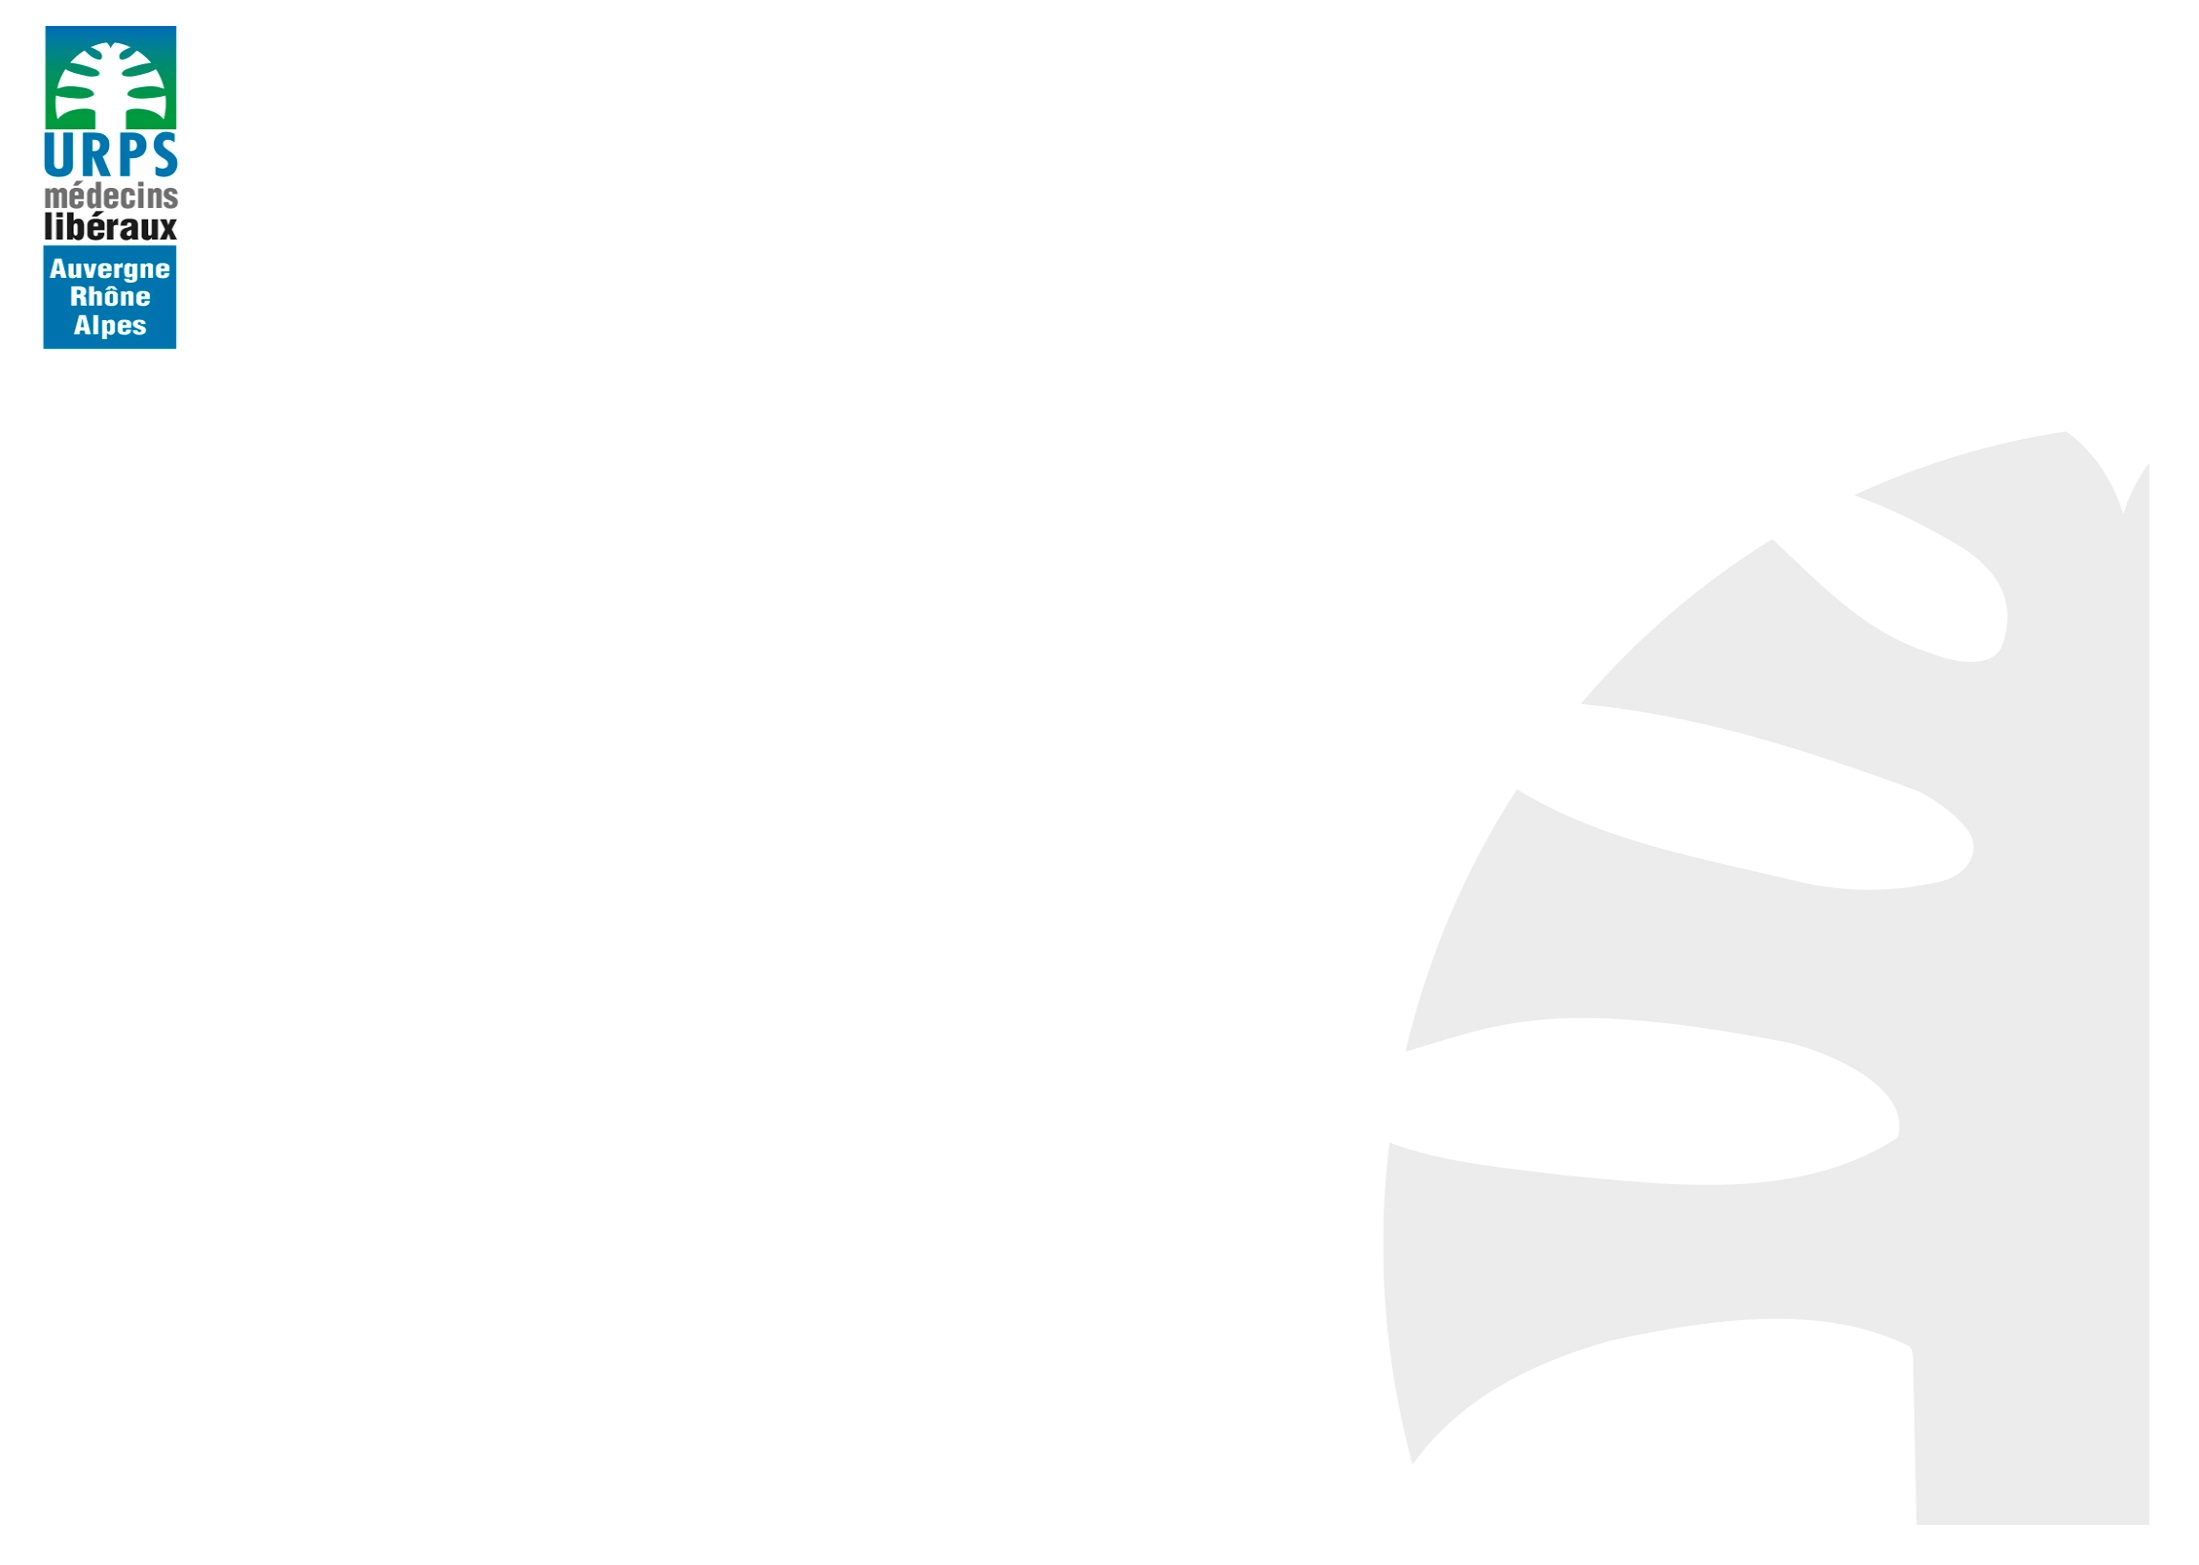 URPS
médecins
libéraux
Auvergne
Rhône
Alpes